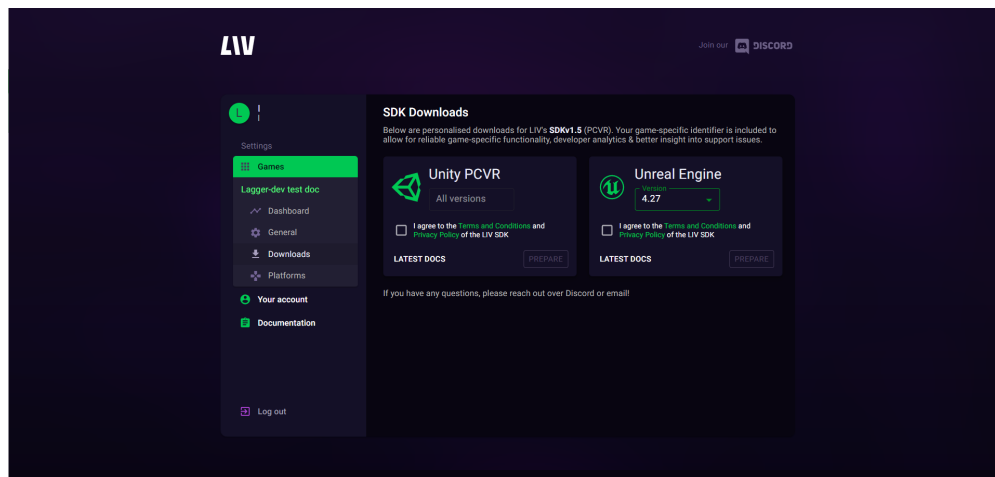 LIV
Join our DISCORD
L
Settings
Games
Lagger-dev test doc
Dashboard
General
Downloads
Platforms
Your account
Documentation
Log out
SDK Downloads
Below are personalised downloads for LIV's SDKv1.5 (PCVR). Your game-specific identifier is included to
allow for reliable game-specific functionality, developer analytics & better insight into support issues.
Unity PCVR
All versions
I agree to the Terms and Conditions and
Privacy Policy of the LIV SDK
LATEST DOCS
PREPARE
Unreal Engine
Version
4.27
I agree to the Terms and Conditions and
Privacy Policy of the LIV SDK
LATEST DOCS
PREPARE
If you have any questions, please reach out over Discord or email!